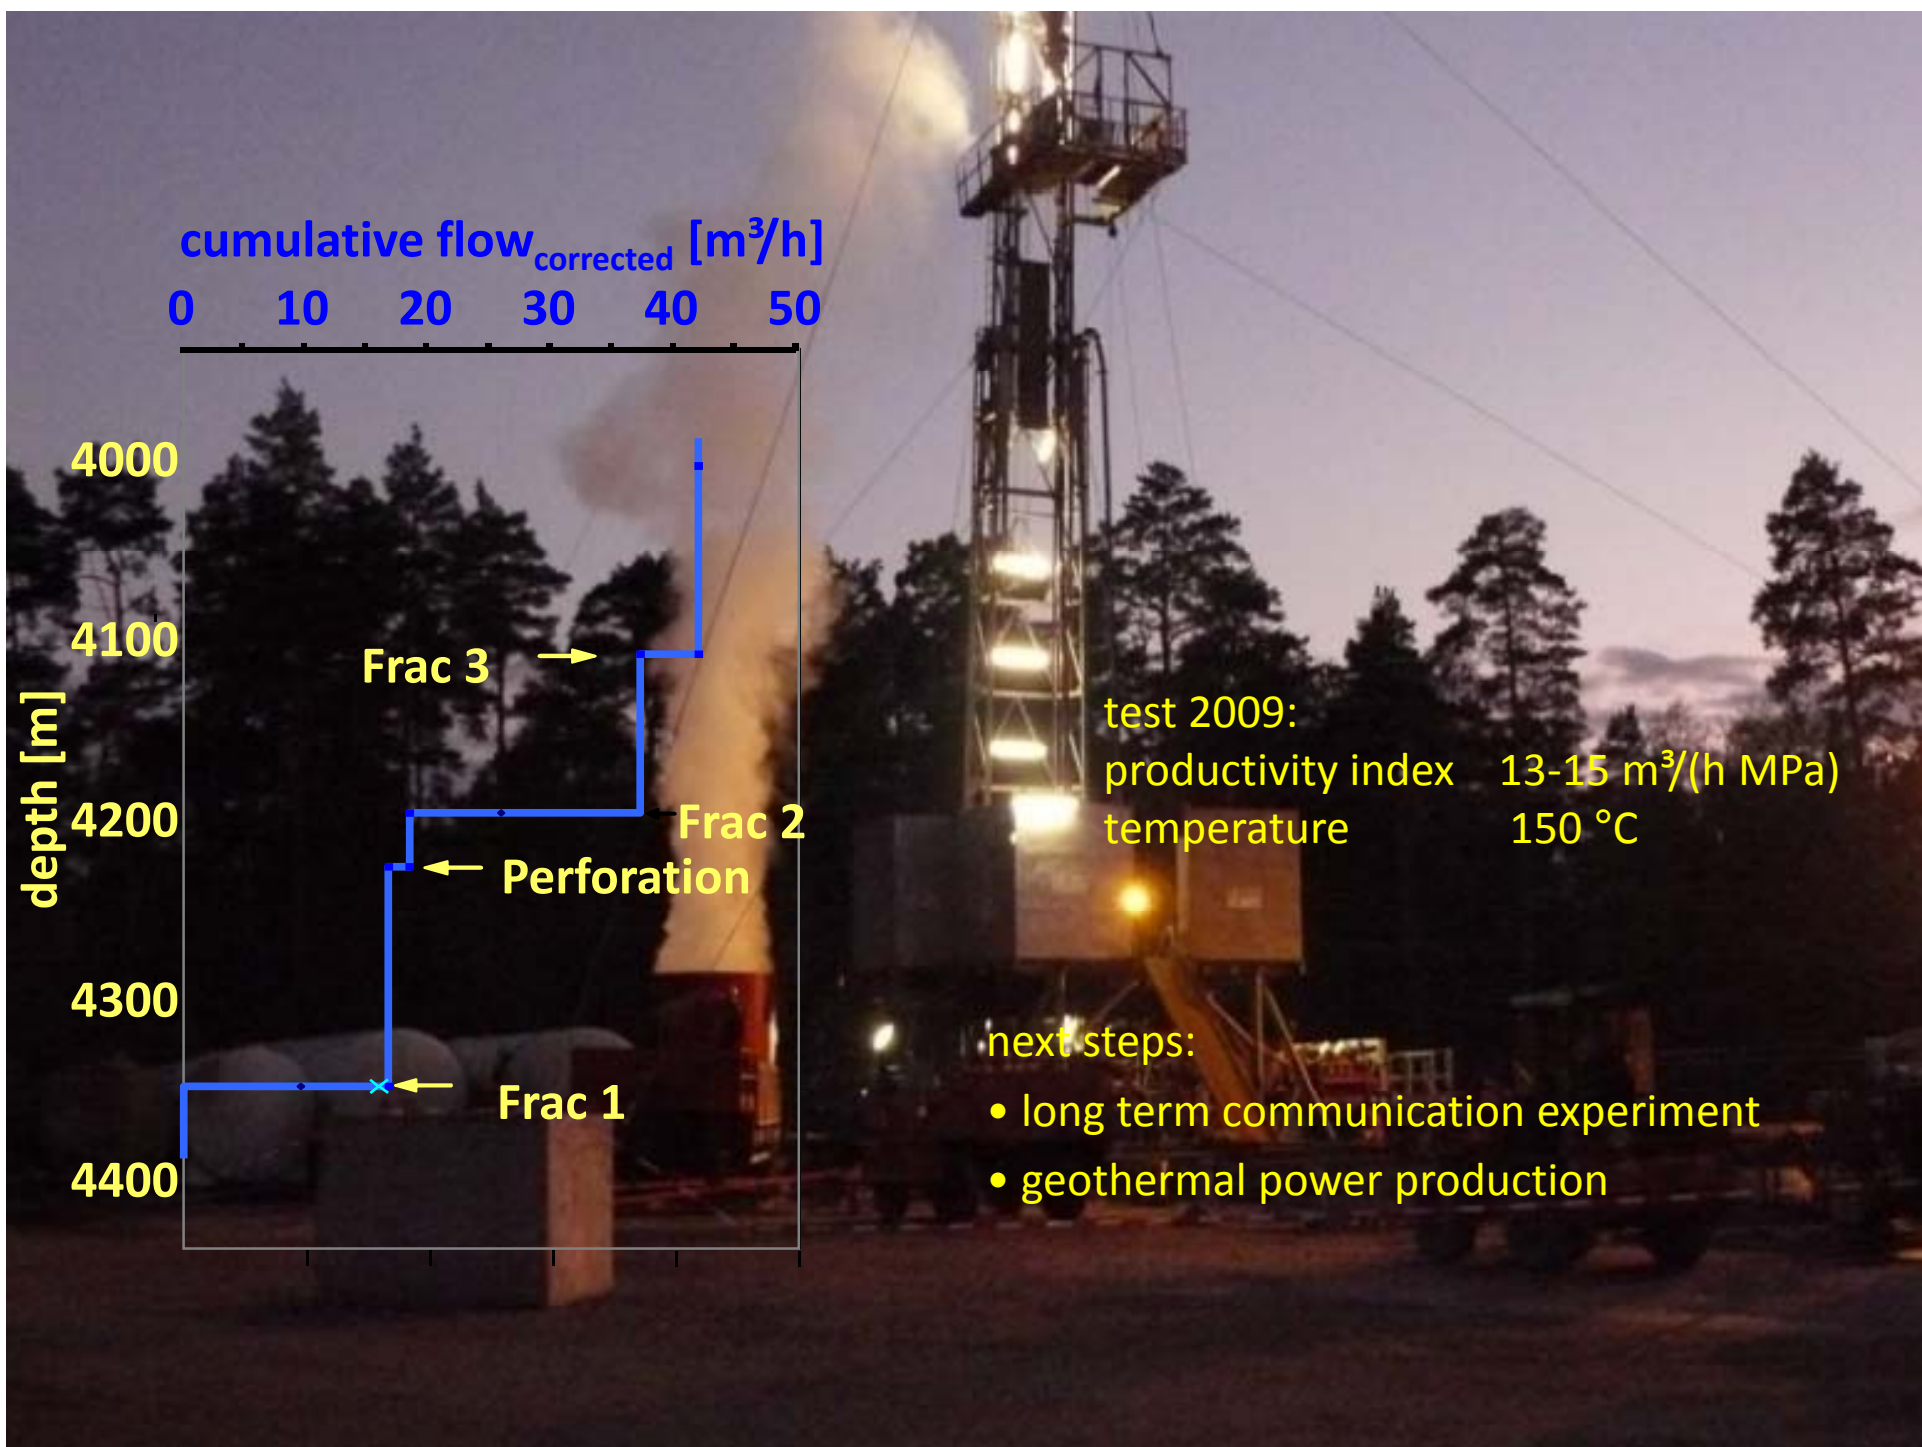 cumulative flow corrected [m³/h]
0 10 20 30 40 50
4000
4100
4200
4300
4400
depth [m]
Frac 3
Frac 2
Perforation
Frac 1
test 2009:
productivity index 13-15 m³/(h MPa)
temperature 150 °C
next steps:
• long term communication experiment
• geothermal power production